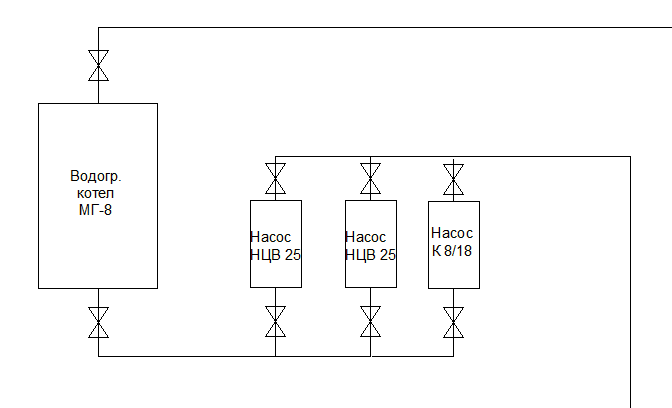 Водогр.
котел
МГ-8
Насос
НЦВ 25
Насос
НЦВ 25
Насос
К 8/18